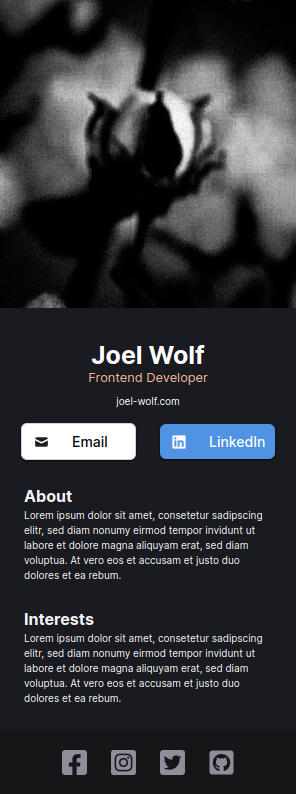 Joel Wolf
Frontend Developer
joel-wolf.com
Email
LinkedIn
About
Lorem ipsum dolor sit amet, consetetur sadipscing
elitr, sed diam nonumy eirmod tempor invidunt ut
labore et dolore magna aliquyam erat, sed diam
voluptua. At vero eos et accusam et justo duo
dolores et ea rebum.
Interests
Lorem ipsum dolor sit amet, consetetur sadipscing
elitr, sed diam nonumy eirmod tempor invidunt ut
labore et dolore magna aliquyam erat, sed diam
voluptua. At vero eos et accusam et justo duo
dolores et ea rebum.